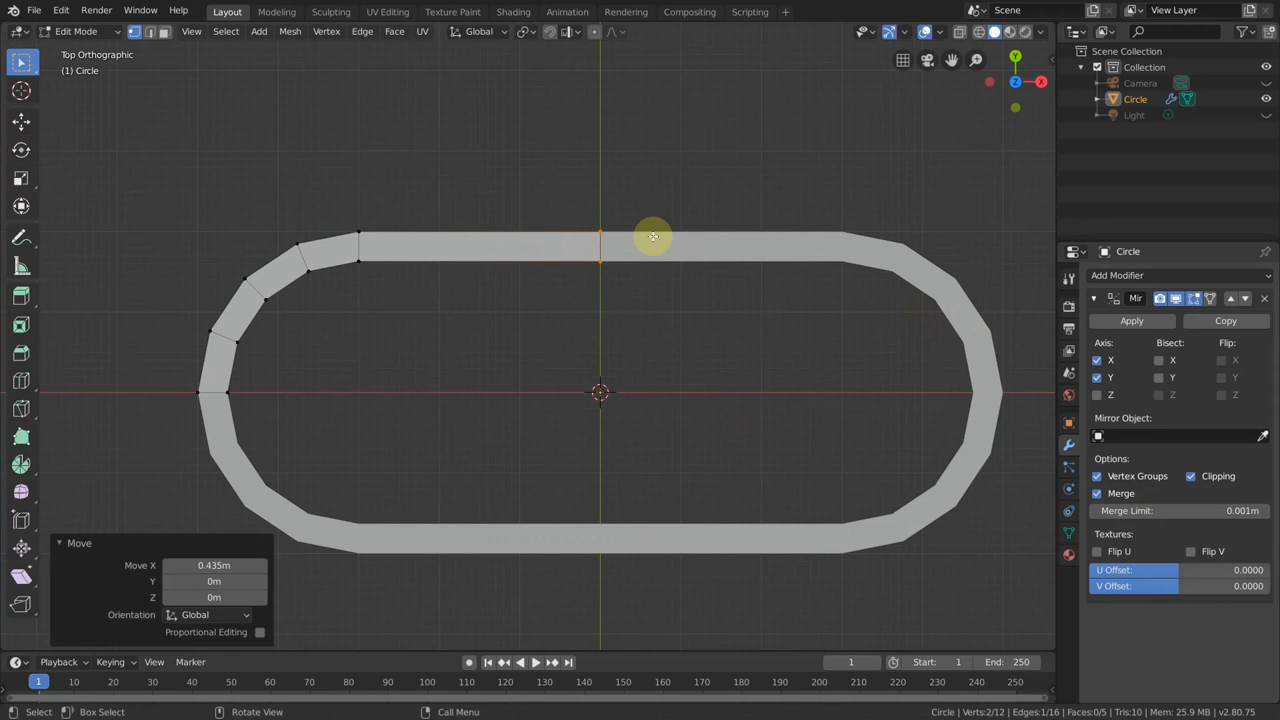 File Edit Render Window Help Layout Modeling Sculpting UV Editing Texture Paint Shading Animation Rendering Compositing Scripting + Scene View Layer
Edit Mode View Select Add Mesh Vertex Edge Face UV Global
Top Orthographic
(1) Circle
Y
Z
X
Scene Collection
Collection
Camera
Circle
Light
Circle
Add Modifier
Mir
Apply Copy
Axis: Bisect: Flip:
X X X
Y Y Y
Z Z Z
Mirror Object:
Options:
Vertex Groups Clipping
Merge
Merge Limit: 0.001m
Textures:
Flip U Flip V
U Offset: 0.0000
V Offset: 0.0000
Move
Move X 0.435m
Y 0m
Z 0m
Orientation Global
Proportional Editing
Playback Keying View Marker 1 Start: 1 End: 250
1 10 20 30 40 50 60 70 80 90 100 110 120 130 140 150 160 170 180 190 200 210 220 230 240 250
Select Box Select Rotate View Call Menu Circle | Verts:2/12 | Edges:1/16 | Faces:0/5 | Tris:10 | Mem: 25.9 MB | v2.80.75